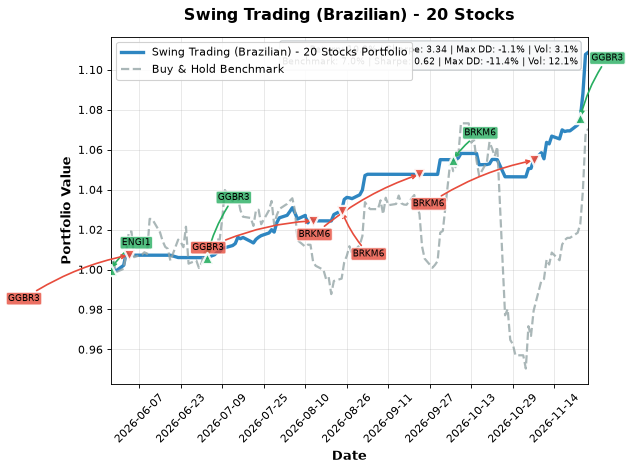 Swing Trading (Brazilian) - 20 Stocks
Swing Trading (Brazilian) - 20 Stocks Portfolio
Buy & Hold Benchmark
3.34 | Max DD: -1.1% | Vol: 3.1%
Benchmark: 7.0% | Sharpe: 0.62 | Max DD: -11.4% | Vol: 12.1%
GGBR3
BRKM6
GGBR3
ENGI1
GGBR3
BRKM6
BRKM6
BRKM6
GGBR3
Portfolio Value
1.10
1.08
1.06
1.04
1.02
1.00
0.98
0.96
2026-06-07
2026-06-23
2026-07-09
2026-07-25
2026-08-10
2026-08-26
2026-09-11
2026-09-27
2026-10-13
2026-10-29
2026-11-14
Date